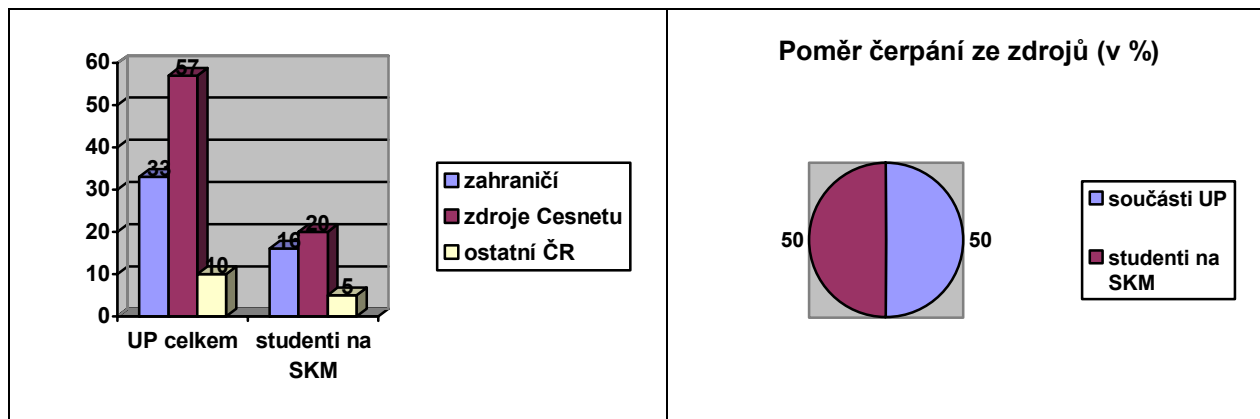 60
50
40
30
20
10
0
33
57
10
16
20
5
UP celkem
studenti na
SKM
zahraničí
zdroje Cesnetu
ostatní ČR
Poměr čerpání ze zdrojů (v %)
50
50
součásti UP
studenti na
SKM